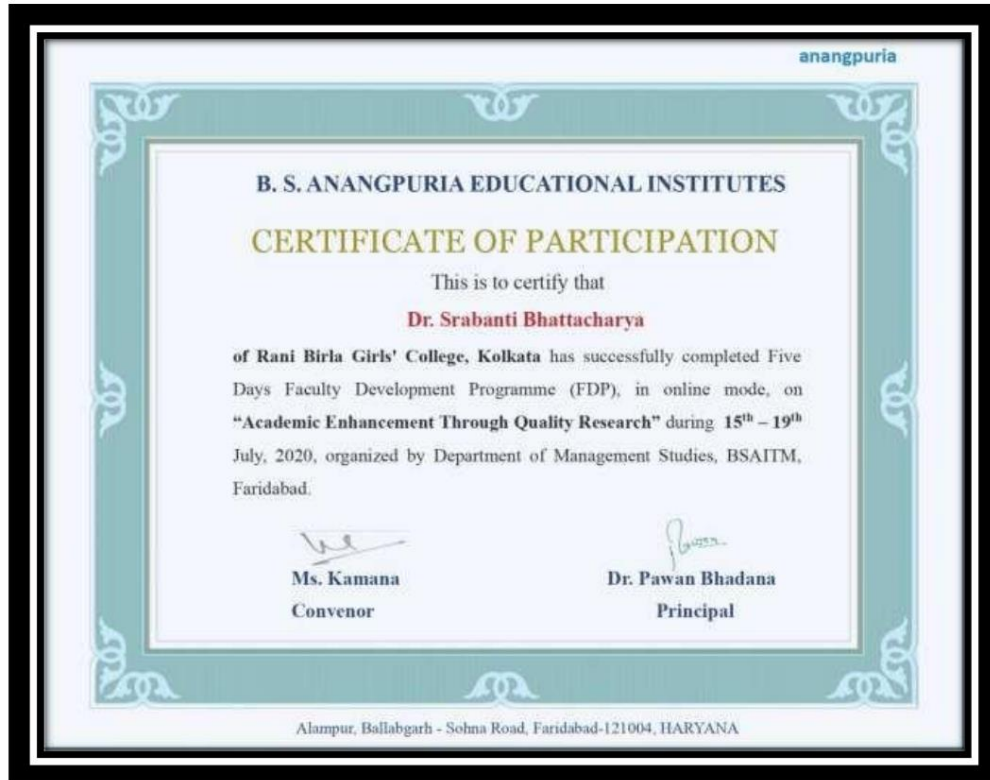 anangpuria
B. S. ANANGPURIA EDUCATIONAL INSTITUTES
CERTIFICATE OF PARTICIPATION
This is to certify that
Dr. Srabanti Bhattacharya
of Rani Birla Girls' College, Kolkata has successfully completed Five
Days Faculty Development Programme (FDP), in online mode, on
“Academic Enhancement Through Quality Research” during 15th – 19th
July, 2020, organized by Department of Management Studies, BSAITM,
Faridabad.
Ms. Kamana Dr. Pawan Bhadana
Convenor Principal
Alampur, Ballabgarh - Sohna Road, Faridabad-121004, HARYANA